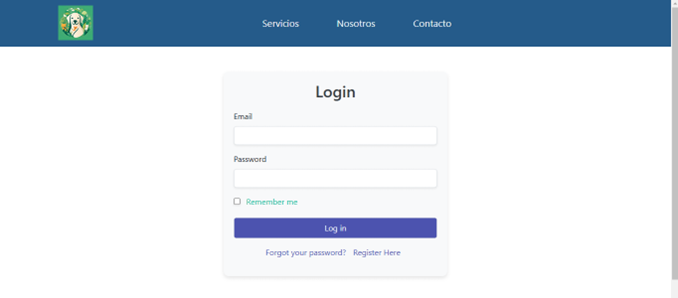 Servicios Nosotros Contacto
Login
Email
Password
Remember me
Log in
Forgot your password? Register Here